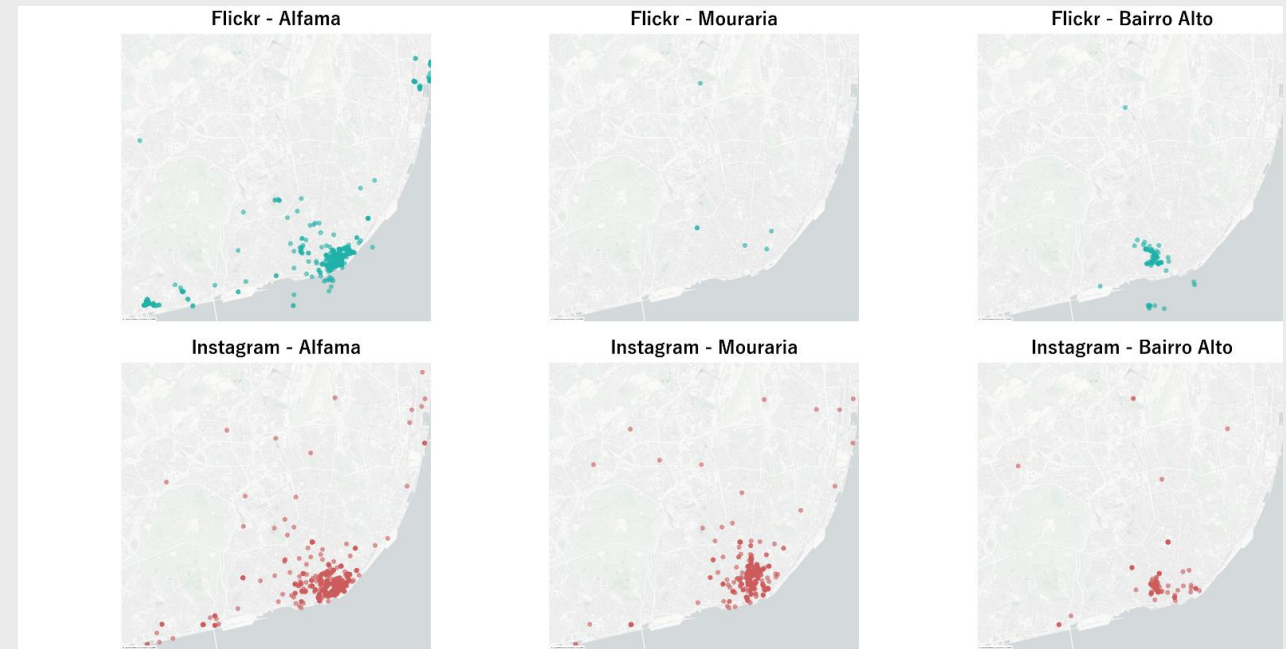 Flickr - Alfama
Flickr - Mouraria
Flickr - Bairro Alto
Instagram - Alfama
Instagram - Mouraria
Instagram - Bairro Alto